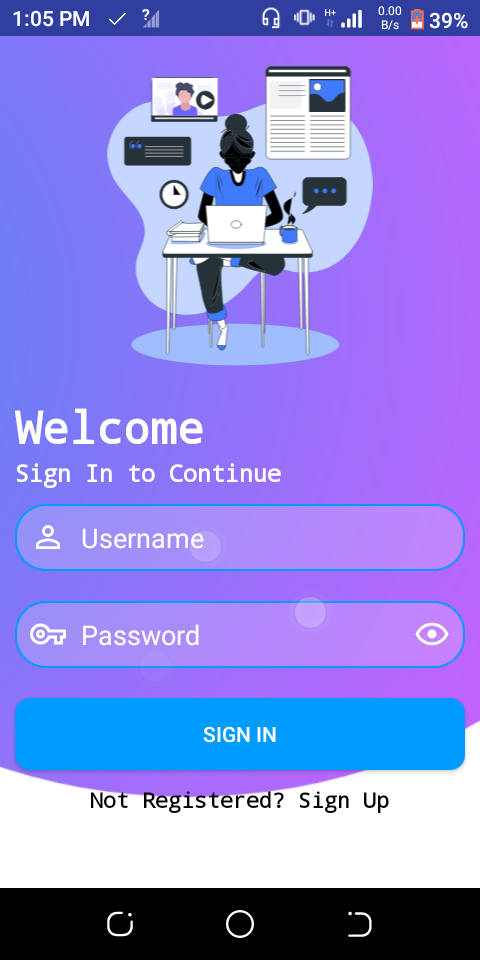 1:05 PM ? H+ 0.00 B/s 39%
Welcome
Sign In to Continue
Username
Password
SIGN IN
Not Registered? Sign Up